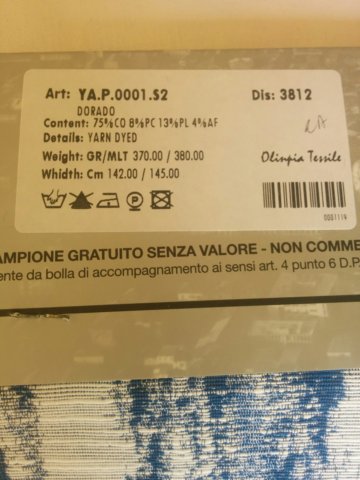 Art: YA.P.0001.S2 Dis: 3812
DORADO
Content: 75%CO 8%PC 13%PL 4%AF
Details: YARN DYED
Weight: GR/MLT 370.00 / 380.00
Whidth: Cm 142.00 / 145.00
Olinpia Tessile
0001119
AMPIONE GRATUITO SENZA VALORE - NON COMME
ente da bolla di accompagnamento ai sensi art. 4 punto 6 D.P.